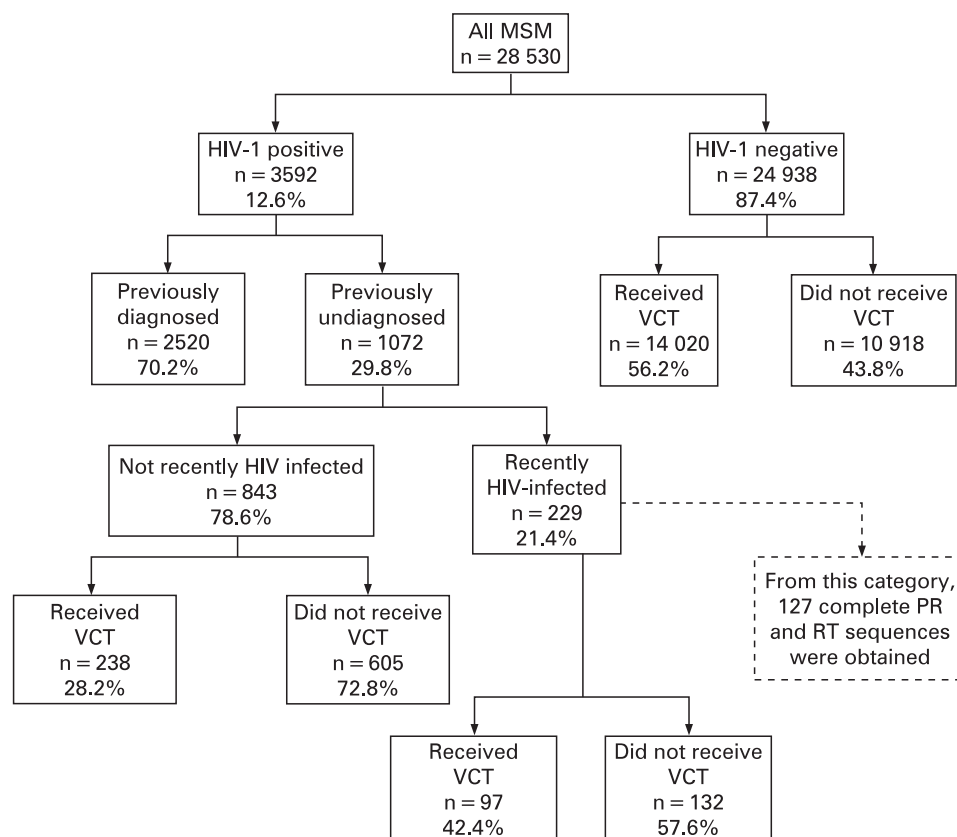 All MSM
n = 28 530
HIV-1 positive
n = 3592
12.6%
HIV-1 negative
n = 24 938
87.4%
Previously
diagnosed
n = 2520
70.2%
Previously
undiagnosed
n = 1072
29.8%
Received
VCT
n = 14 020
56.2%
Did not receive
VCT
n = 10 918
43.8%
Not recently HIV infected
n = 843
78.6%
Recently
HIV-infected
n = 229
21.4%
From this category,
127 complete PR
and RT sequences
were obtained
Received
VCT
n = 238
28.2%
Did not receive
VCT
n = 605
72.8%
Received
VCT
n = 97
42.4%
Did not receive
VCT
n = 132
57.6%